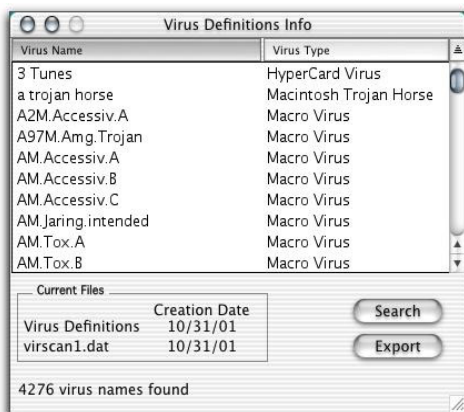 Virus Definitions Info
Virus Name Virus Type
3 Tunes HyperCard Virus
a trojan horse Macintosh Trojan Horse
A2M.Accessiv.A Macro Virus
A97M.Amg.Trojan Macro Virus
AM.Accessiv.A Macro Virus
AM.Accessiv.B Macro Virus
AM.Accessiv.C Macro Virus
AM.Jaring.intended Macro Virus
AM.Tox.A Macro Virus
AM.Tox.B Macro Virus
Current Files
Creation Date
Virus Definitions 10/31/01
virscan1.dat 10/31/01
Search
Export
4276 virus names found